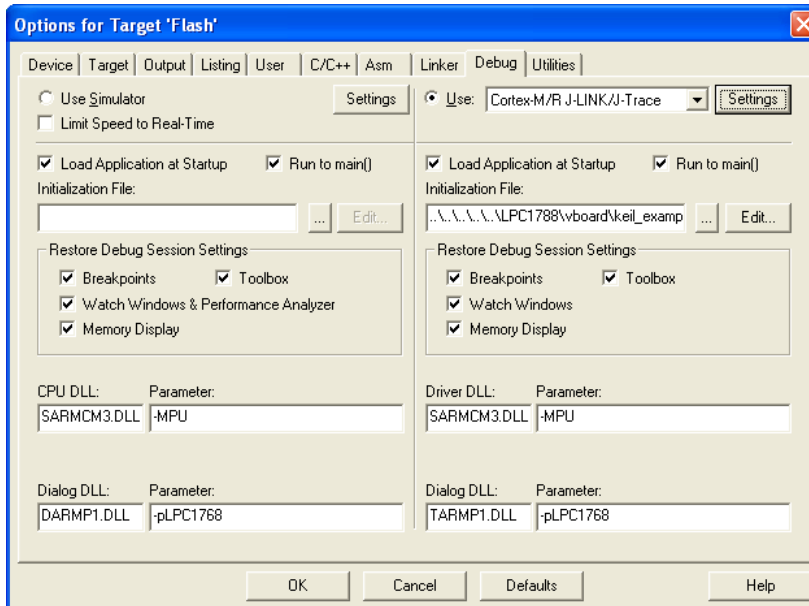 Options for Target 'Flash'
Device Target Output Listing User C/C++ Asm Linker Debug Utilities
Use Simulator Settings Use: Cortex-M/R J-LINK/J-Trace Settings
Limit Speed to Real-Time
Load Application at Startup Run to main() Load Application at Startup Run to main()
Initialization File: Initialization File:
... Edit... ..\..\..\..\..\LPC1788\vboard\keil_examp ... Edit...
Restore Debug Session Settings Restore Debug Session Settings
Breakpoints Toolbox Breakpoints Toolbox
Watch Windows & Performance Analyzer Watch Windows
Memory Display Memory Display
CPU DLL: Parameter: Driver DLL: Parameter:
SARMCM3.DLL -MPU SARMCM3.DLL -MPU
Dialog DLL: Parameter: Dialog DLL: Parameter:
DARMP1.DLL -pLPC1768 TARMP1.DLL -pLPC1768
OK Cancel Defaults Help